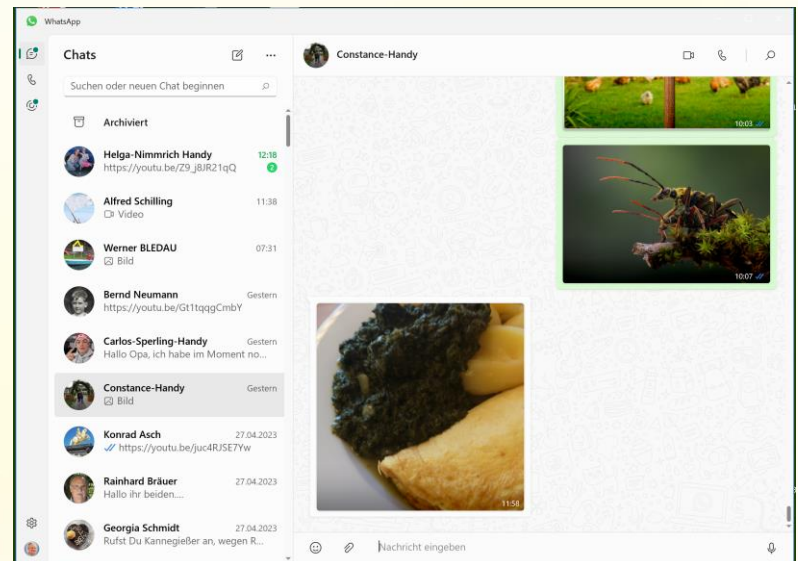 WhatsApp
Chats
Suchen oder neuen Chat beginnen
Archiviert
Helga-Nimmrich Handy 12:18
https://youtu.be/Z9_j8JR21qQ 2
Alfred Schilling 11:38
Video
Werner BLEDAU 07:31
Bild
Bernd Neumann Gestern
https://youtu.be/Gt1tqqgCmbY
Carlos-Sperling-Handy Gestern
Hallo Opa, ich habe im Moment no...
Constance-Handy Gestern
Bild
Konrad Asch 27.04.2023
https://youtu.be/juc4RJSE7Yw
Rainhard Bräuer 27.04.2023
Hallo ihr beiden....
Georgia Schmidt 27.04.2023
Rufst Du Kannegießer an, wegen R...
Constance-Handy
10:03
10:07
11:58
Nachricht eingeben